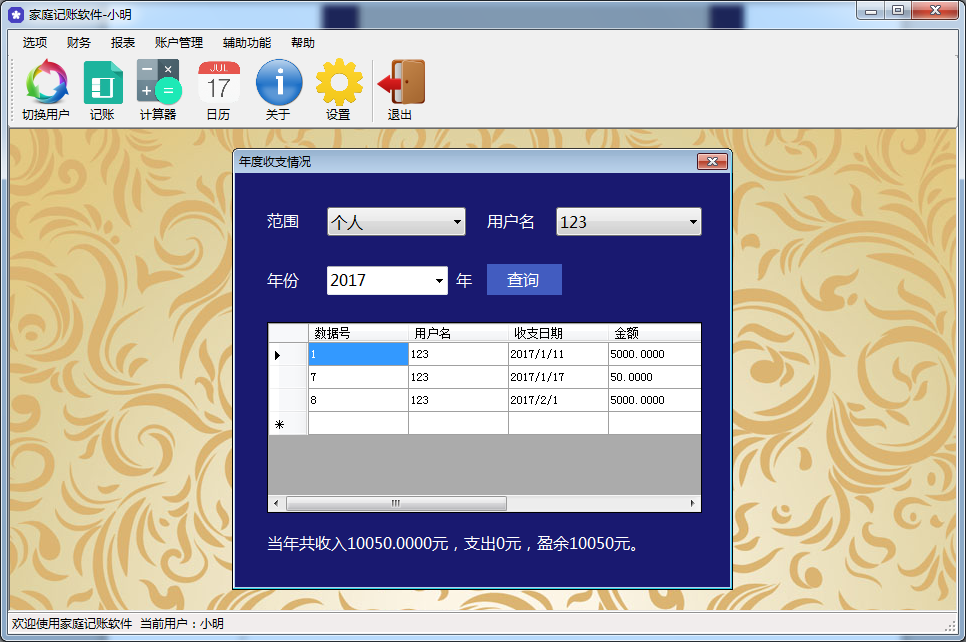 家庭记账软件-小明
选项 财务 报表 账户管理 辅助功能 帮助
JUL
17
切换用户 记账 计算器 日历 关于 设置 退出
年度收支情况
范围 个人 用户名 123
年份 2017 年 查询
数据号 用户名 收支日期 金额
1 123 2017/1/11 5000.0000
7 123 2017/1/17 50.0000
8 123 2017/2/1 5000.0000
当年共收入10050.0000元，支出0元，盈余10050元。
欢迎使用家庭记账软件 当前用户：小明